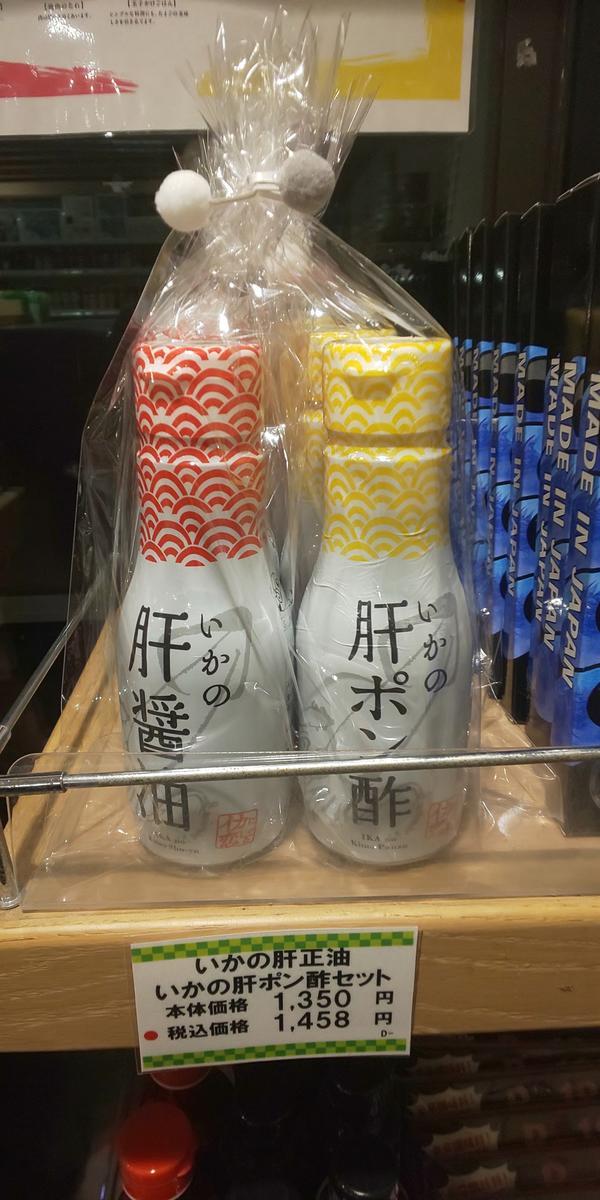 いかの
肝醤油
IKA no
いかの
肝ポン酢
IKA no
Kimo Ponzu
MADE IN JAPAN
MADE IN JAPAN
MADE IN JAPAN
いかの肝正油
いかの肝ポン酢セット
本体価格 1,350 円
税込価格 1,458 円